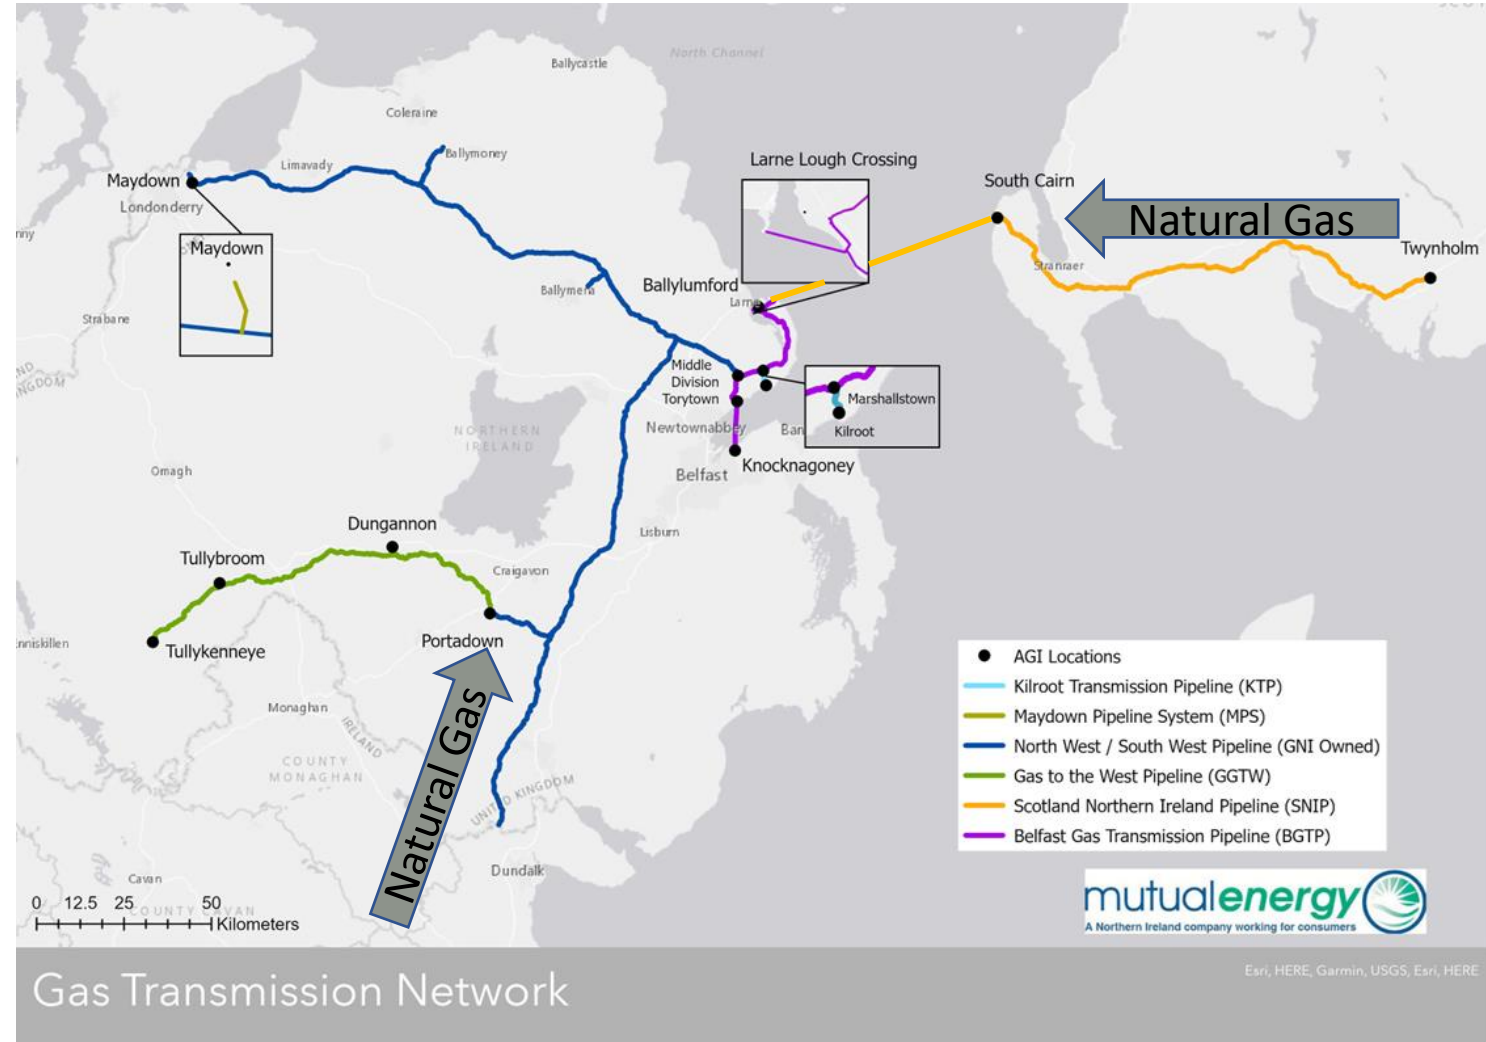 North Channel
Ballycastle
Coleraine
Ballymoney
Limavady
Maydown
Londonderry
Maydown
Strabane
Larne Lough Crossing
South Cairn
Natural Gas
Twynholm
Stranraer
Ballymena
Ballylumford
Larne
Middle
Division
Torytown
Marshallstown
Kilroot
Newtownabbey
Ban
NORTHERN
IRELAND
Omagh
Belfast
Knocknagoney
Dungannon
Lisburn
Tullybroom
Craigavon
Portadown
nniskillen
Tullykenneye
Monaghan
IRELAND
COUNTY
MONAGHAN
UNITED KINGDOM
Natural Gas
Dundalk
Cavan
COUNTY CAVAN
0 12.5 25 50
Kilometers
AGI Locations
Kilroot Transmission Pipeline (KTP)
Maydown Pipeline System (MPS)
North West / South West Pipeline (GNI Owned)
Gas to the West Pipeline (GGTW)
Scotland Northern Ireland Pipeline (SNIP)
Belfast Gas Transmission Pipeline (BGTP)
mutualenergy
A Northern Ireland company working for consumers
Gas Transmission Network
Esri, HERE, Garmin, USGS, Esri, HERE